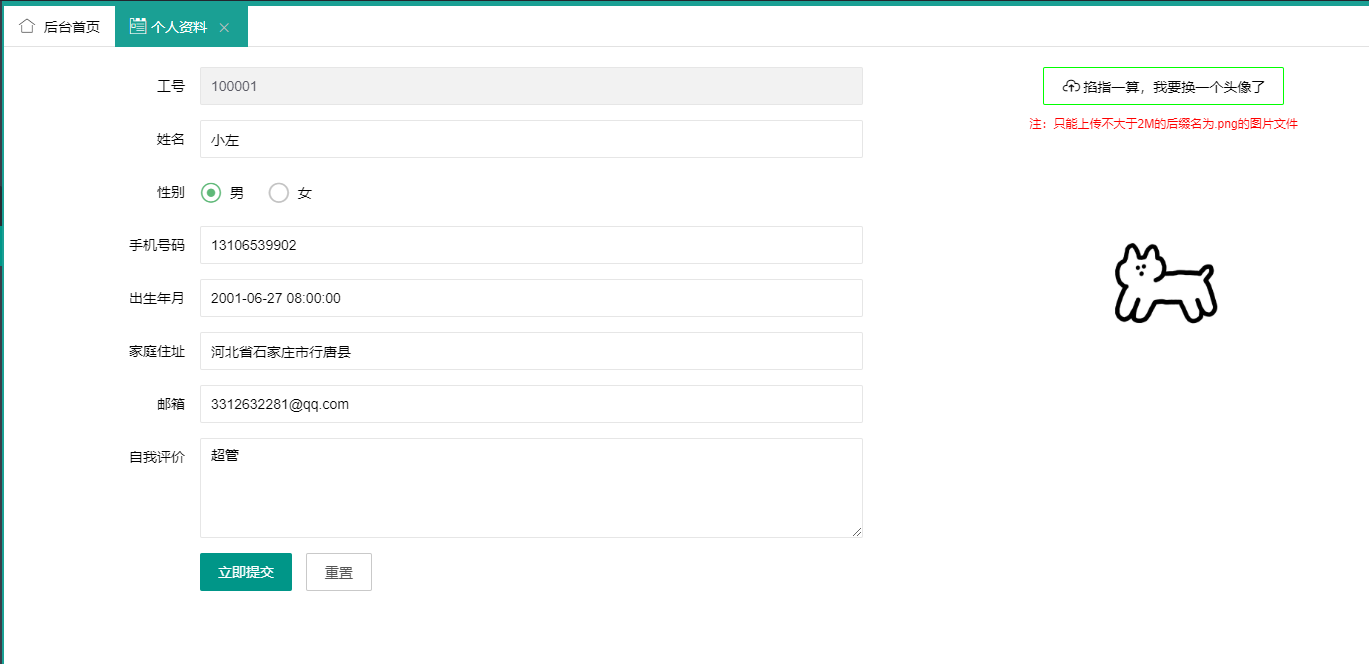 后台首页 个人资料
工号 100001
掐指一算，我要换一个头像了
注：只能上传不大于2M的后缀名为.png的图片文件
姓名 小左
性别 男 女
手机号码 13106539902
出生年月 2001-06-27 08:00:00
家庭住址 河北省石家庄市行唐县
邮箱 3312632281@qq.com
自我评价 超管
立即提交 重置